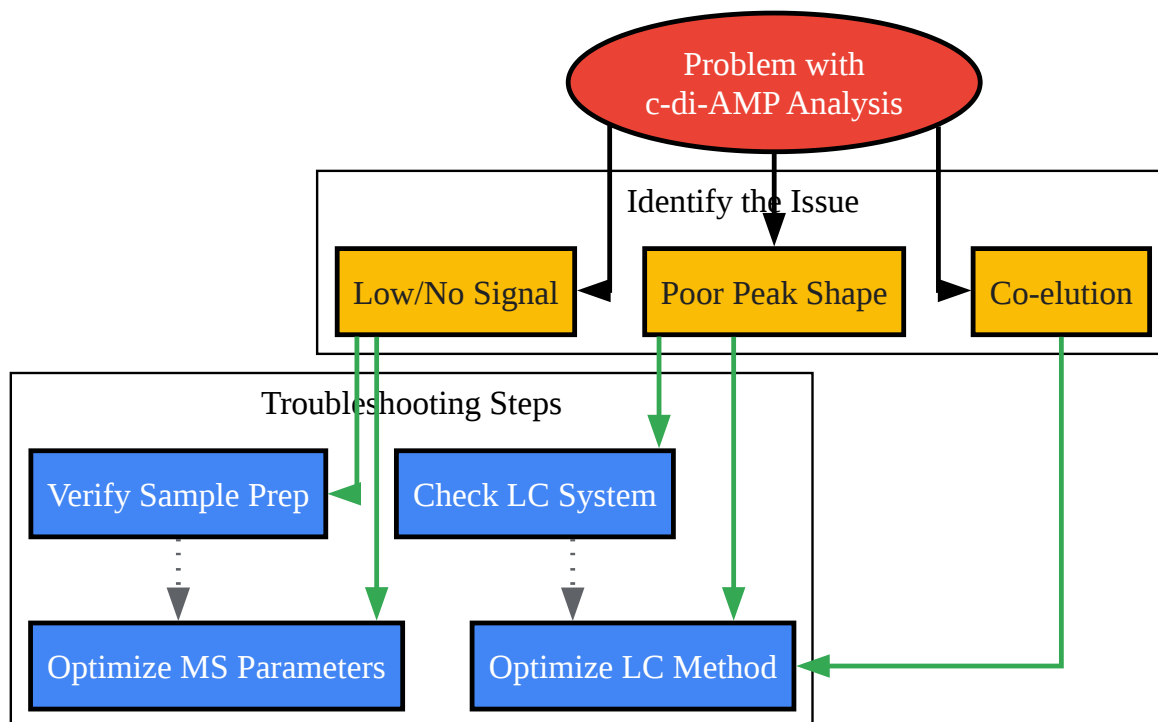 Problem with
c-di-AMP Analysis
Identify the Issue
Low/No Signal
Poor Peak Shape
Co-elution
Troubleshooting Steps
Verify Sample Prep
Check LC System
Optimize MS Parameters
Optimize LC Method